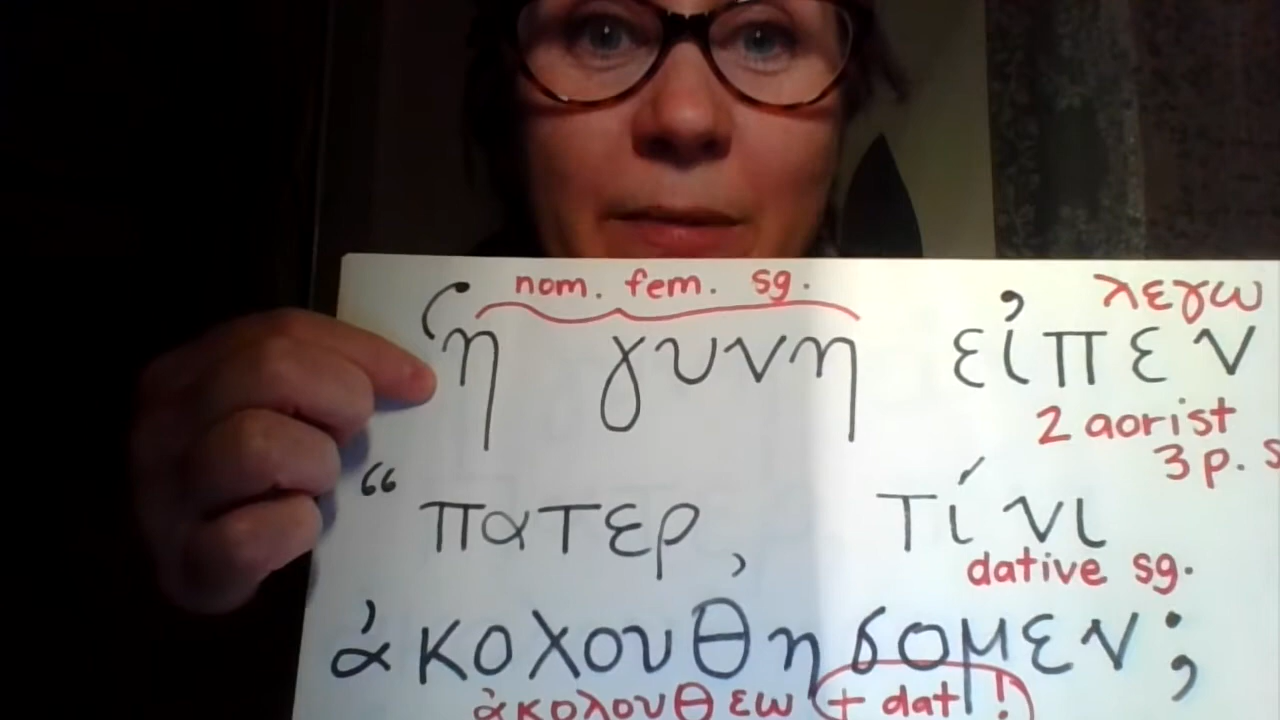 nom. fem. sg. λεγω
ἡ γυνη εἰπεν
2 aorist
3 p. s
“ πατερ, τίνι
dative sg.
ἀκοχουθησομεν;
ἀκολουθεω + dat !